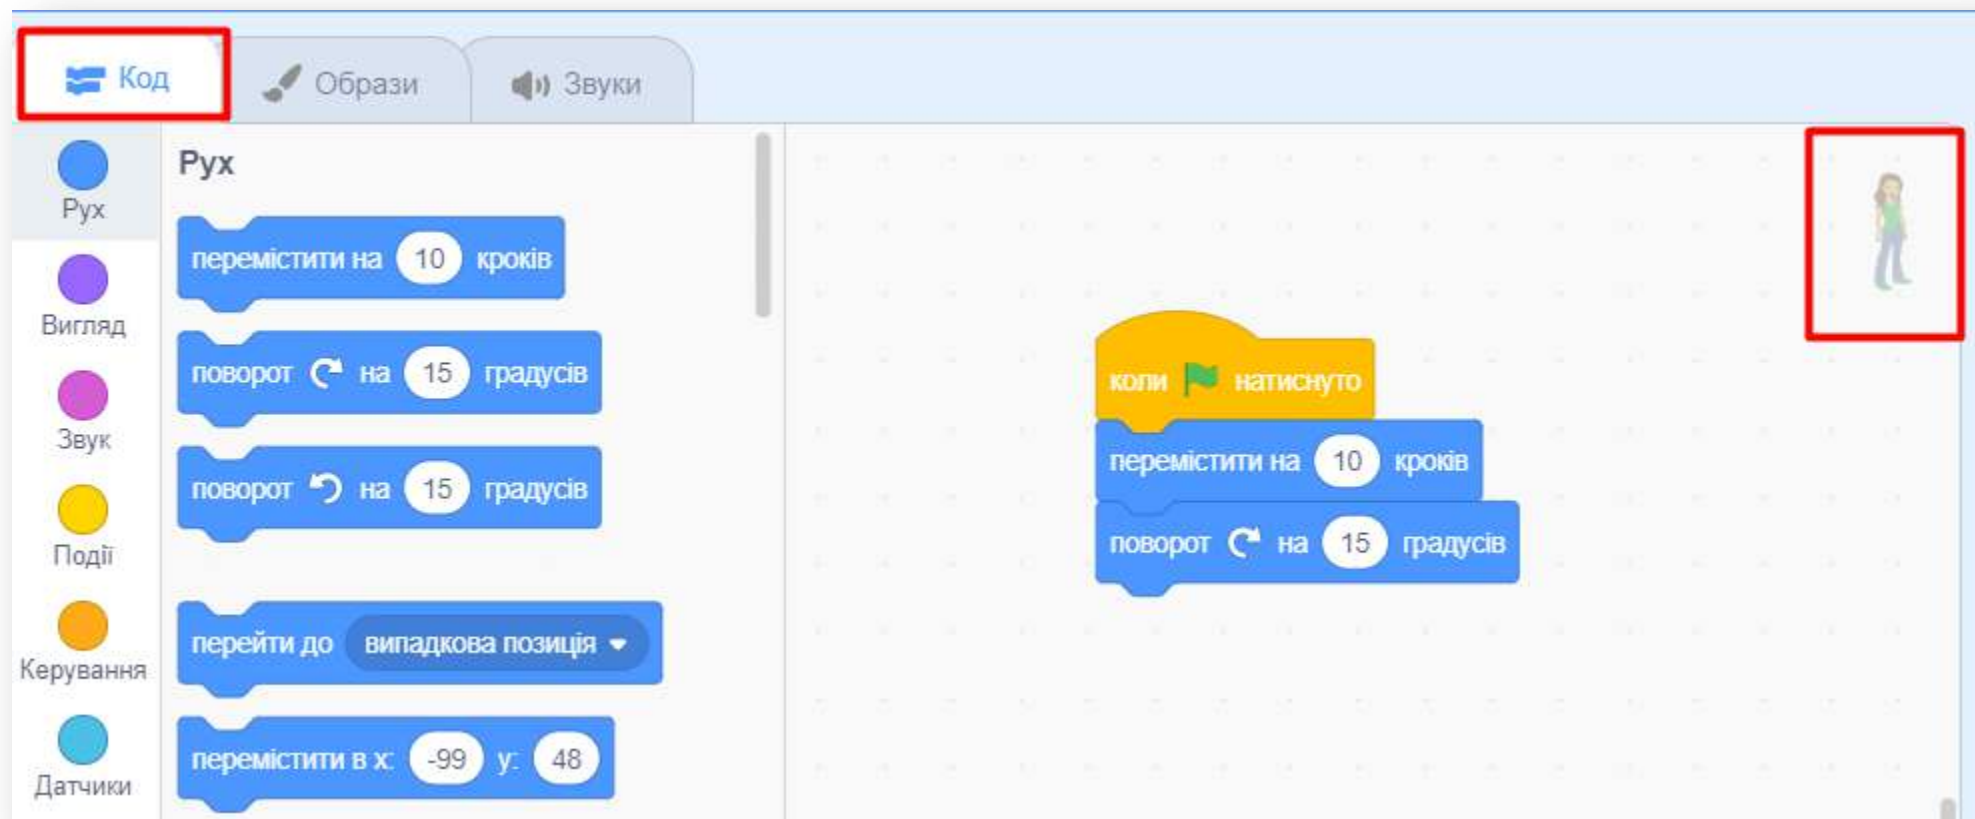 Код
Образи
Звуки
Рух
Вигляд
Звук
Події
Керування
Датчики
Рух
перемістити на 10 кроків
поворот на 15 градусів
поворот на 15 градусів
перейти до випадкова позиція
перемістити в x: -99 y: 48
коли натиснуто
перемістити на 10 кроків
поворот на 15 градусів